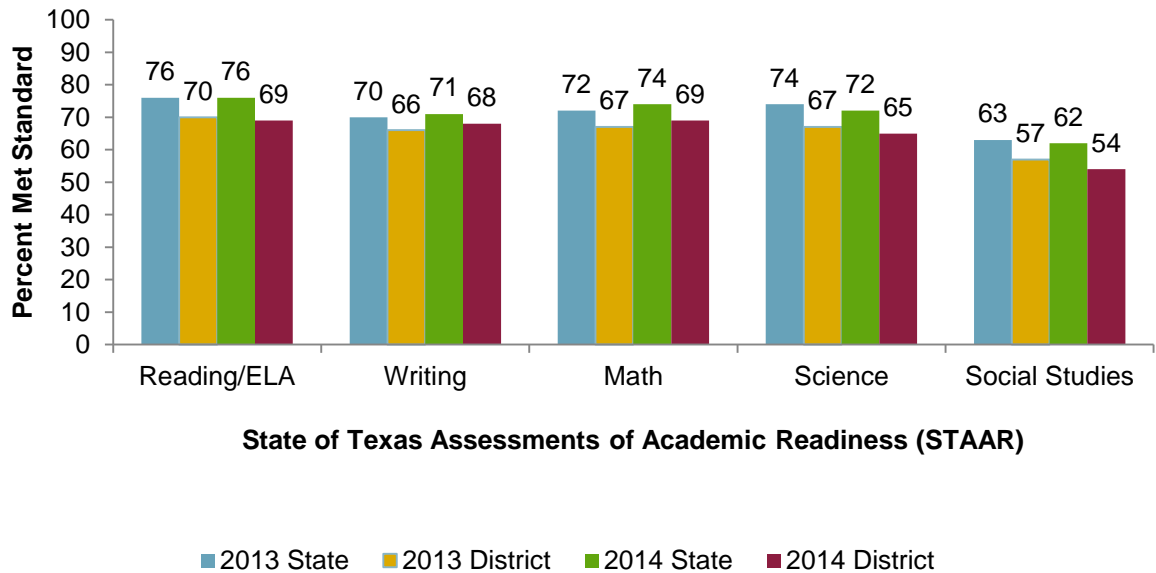 100
90
80
70
60
50
40
30
20
10
0
Percent Met Standard
76 70 76 69
70 66 71 68
72 67 74 69
74 67 72 65
63 57 62 54
Reading/ELA Writing Math Science Social Studies
State of Texas Assessments of Academic Readiness (STAAR)
2013 State 2013 District 2014 State 2014 District